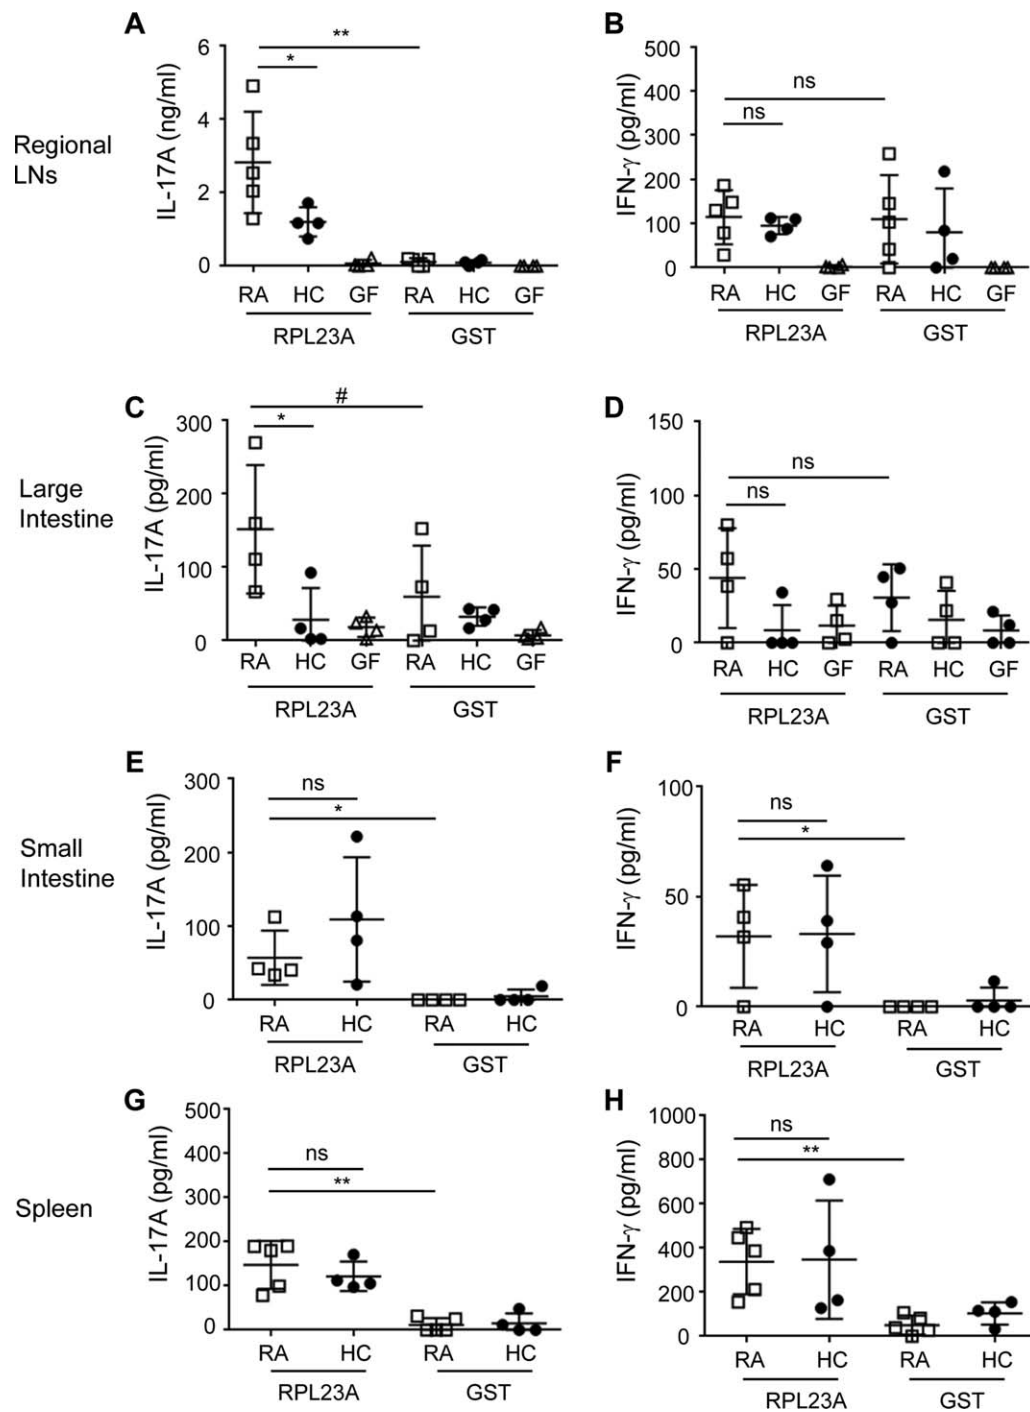 A
IL-17A (ng/ml)
6
4
2
0
**
*
RA HC GF RA HC GF
RPL23A GST
B
IFN-γ (pg/ml)
500
400
300
200
100
0
ns
ns
RA HC GF RA HC GF
RPL23A GST
Regional
LNs
C
IL-17A (pg/ml)
300
200
100
0
#
*
RA HC GF RA HC GF
RPL23A GST
D
IFN-γ (pg/ml)
150
100
50
0
ns
ns
RA HC GF RA HC GF
RPL23A GST
Large
Intestine
E
IL-17A (pg/ml)
300
200
100
0
ns
*
RA HC RA HC
RPL23A GST
F
IFN-γ (pg/ml)
100
50
0
ns
*
RA HC RA HC
RPL23A GST
Small
Intestine
G
IL-17A (pg/ml)
500
400
300
200
100
0
ns
**
RA HC RA HC
RPL23A GST
H
IFN-γ (pg/ml)
1000
800
600
400
200
0
ns
**
RA HC RA HC
RPL23A GST
Spleen